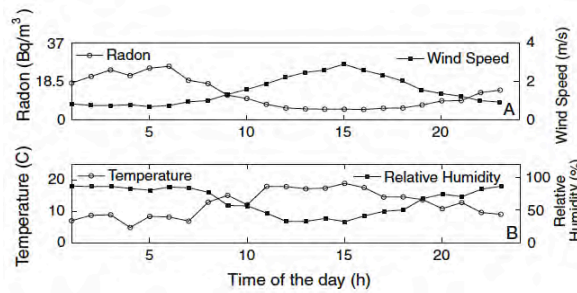 Radon (Bq/m³)
37
18.5
0
Radon
Wind Speed
A
6
4
2
0
Wind Speed (m/s)
5
10
15
20
Temperature (C)
20
10
0
Temperature
Relative Humidity
B
100
50
0
Relative
Humidity (%)
5
10
15
20
Time of the day (h)